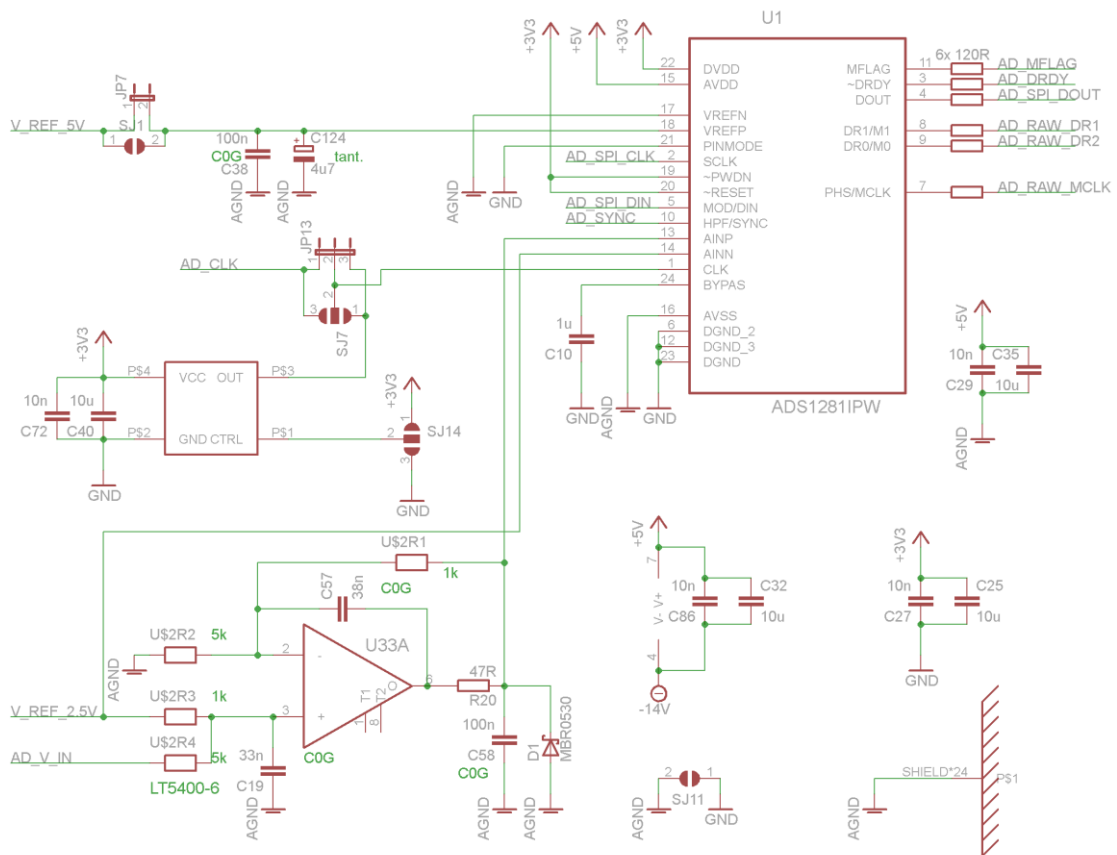 U1
+3V3
+5V
+3V3
6x 120R
22 DVDD
15 AVDD
17 VREFN
18 VREFP
21 PINMODE
2 SCLK
19 ~PWDN
20 ~RESET
5 MOD/DIN
10 HPF/SYNC
13 AINP
14 AINN
1 CLK
24 BYPAS
16 AVSS
6 DGND_2
12 DGND_3
23 DGND
MFLAG 11 AD_MFLAG
~DRDY 3 AD_DRDY
DOUT 4 AD_SPI_DOUT
DR1/M1 8 AD_RAW_DR1
DR0/M0 9 AD_RAW_DR2
PHS/MCLK 7 AD_RAW_MCLK
ADS1281IPW
JP7
1 2
V_REF_5V
SJ1
1 2
100n
C0G
C38
C124
tant.
4u7
AGND
AGND
AGND
GND
AD_SPI_CLK
AD_SPI_DIN
AD_SYNC
JP13
1 2 3
AD_CLK
2
3 1
SJ7
1u
C10
GND
AGND
GND
+5V
10n C35
C29 10u
AGND
+3V3
10n 10u
C72 C40
P$4 VCC OUT P$3
P$2 GND CTRL P$1
GND
+3V3
1
2 SJ14
3
GND
U$2R1
1k
C0G
C57
38n
U$2R2 5k
AGND
U33A
2 -
6
O
3 +
T1 T2
1 8
C0G
V_REF_2.5V
U$2R3 1k
AD_V_IN
U$2R4 5k
LT5400-6
33n
C19
AGND
47R
R20
100n
C58
C0G
D1
MBR0530
AGND
AGND
+5V
7
V- V+
4
-14V
10n C32
C86 10u
+3V3
10n C25
C27 10u
GND
2 1
SJ11
AGND
GND
SHIELD*24 P$1
AGND